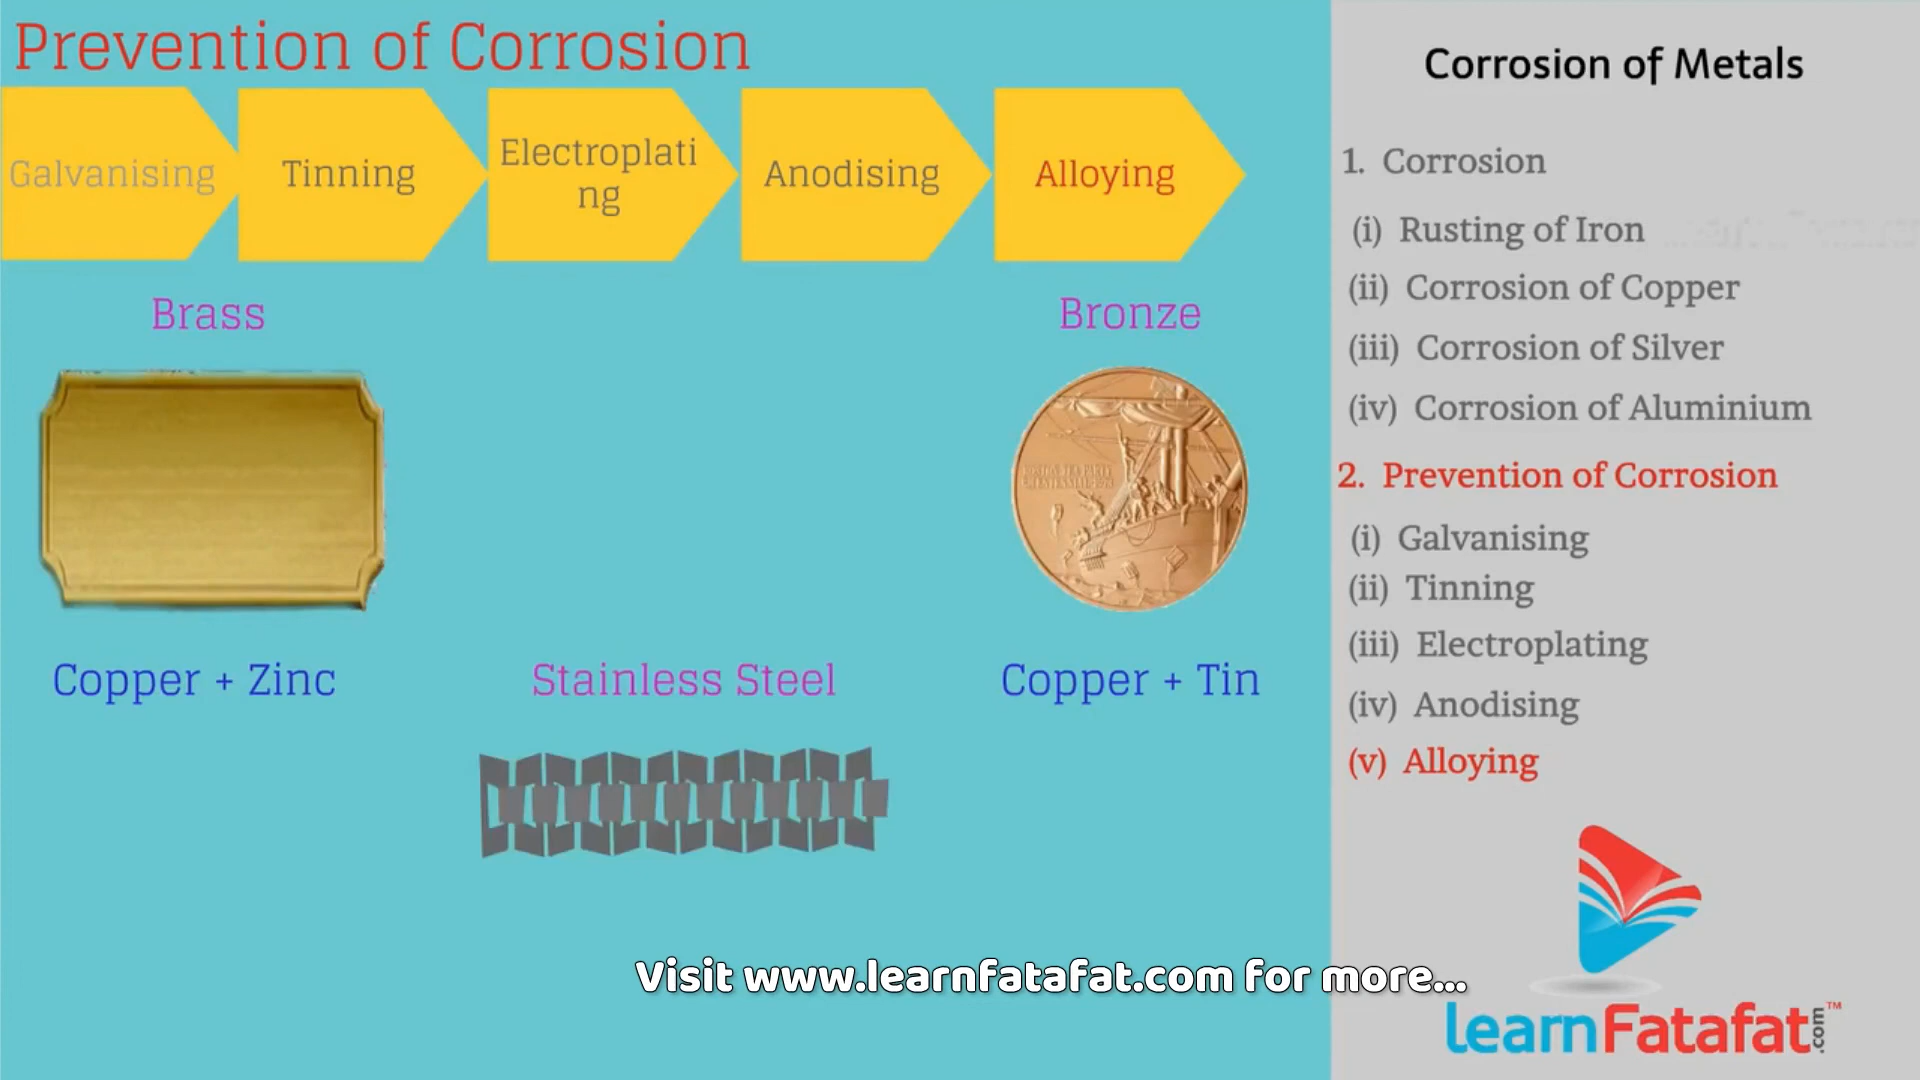 Prevention of Corrosion
Galvanising
Tinning
Electroplati
ng
Anodising
Alloying
Brass
Bronze
Copper + Zinc
Stainless Steel
Copper + Tin
Corrosion of Metals
1. Corrosion
(i) Rusting of Iron
(ii) Corrosion of Copper
(iii) Corrosion of Silver
(iv) Corrosion of Aluminium
2. Prevention of Corrosion
(i) Galvanising
(ii) Tinning
(iii) Electroplating
(iv) Anodising
(v) Alloying
Visit www.learnfatafat.com for more...
learnFatafat.com™